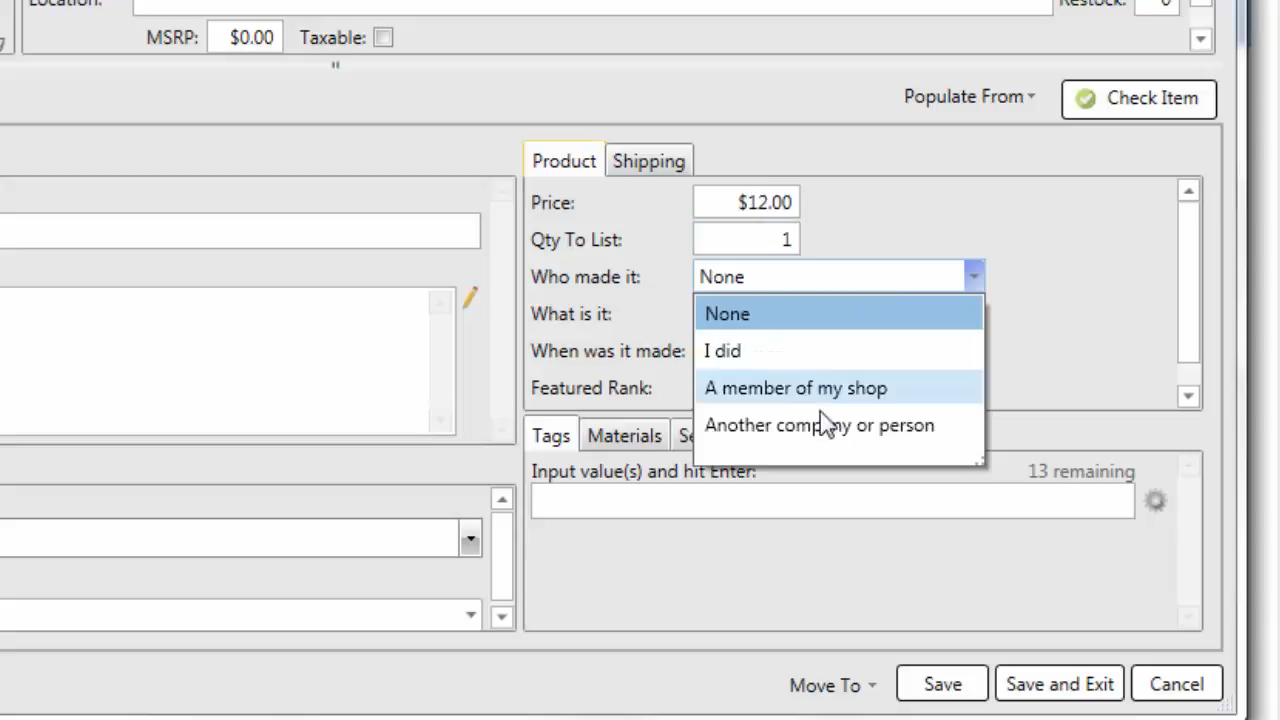 Location:
Restock: 0
MSRP: $0.00 Taxable:
Populate From Check Item
Product Shipping
Price: $12.00
Qty To List: 1
Who made it: None
What is it: None
When was it made: I did
Featured Rank: A member of my shop
Another company or person
Tags Materials Se
Input value(s) and hit Enter: 13 remaining
Move To Save Save and Exit Cancel